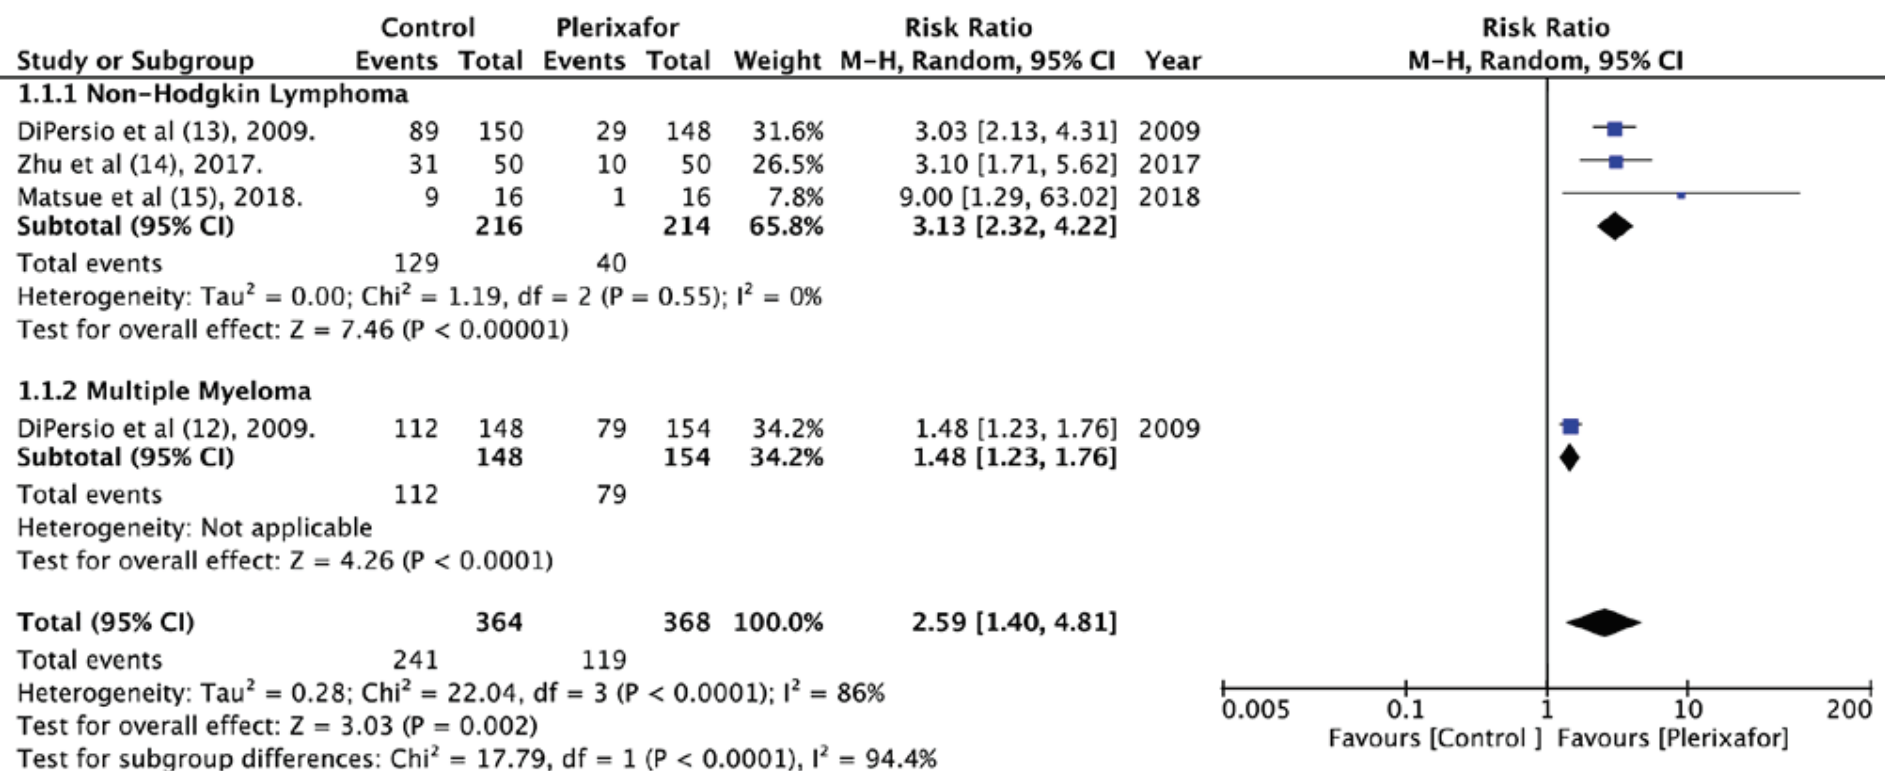 Control Plerixafor Risk Ratio Risk Ratio
Study or Subgroup Events Total Events Total Weight M-H, Random, 95% CI Year M-H, Random, 95% CI
1.1.1 Non-Hodgkin Lymphoma
DiPersio et al (13), 2009. 89 150 29 148 31.6% 3.03 [2.13, 4.31] 2009
Zhu et al (14), 2017. 31 50 10 50 26.5% 3.10 [1.71, 5.62] 2017
Matsue et al (15), 2018. 9 16 1 16 7.8% 9.00 [1.29, 63.02] 2018
Subtotal (95% CI) 216 214 65.8% 3.13 [2.32, 4.22]
Total events 129 40
Heterogeneity: Tau² = 0.00; Chi² = 1.19, df = 2 (P = 0.55); I² = 0%
Test for overall effect: Z = 7.46 (P < 0.00001)
1.1.2 Multiple Myeloma
DiPersio et al (12), 2009. 112 148 79 154 34.2% 1.48 [1.23, 1.76] 2009
Subtotal (95% CI) 148 154 34.2% 1.48 [1.23, 1.76]
Total events 112 79
Heterogeneity: Not applicable
Test for overall effect: Z = 4.26 (P < 0.0001)
Total (95% CI) 364 368 100.0% 2.59 [1.40, 4.81]
Total events 241 119
Heterogeneity: Tau² = 0.28; Chi² = 22.04, df = 3 (P < 0.0001); I² = 86%
Test for overall effect: Z = 3.03 (P = 0.002)
Test for subgroup differences: Chi² = 17.79, df = 1 (P < 0.0001), I² = 94.4%
0.005 0.1 1 10 200
Favours [Control ] Favours [Plerixafor]